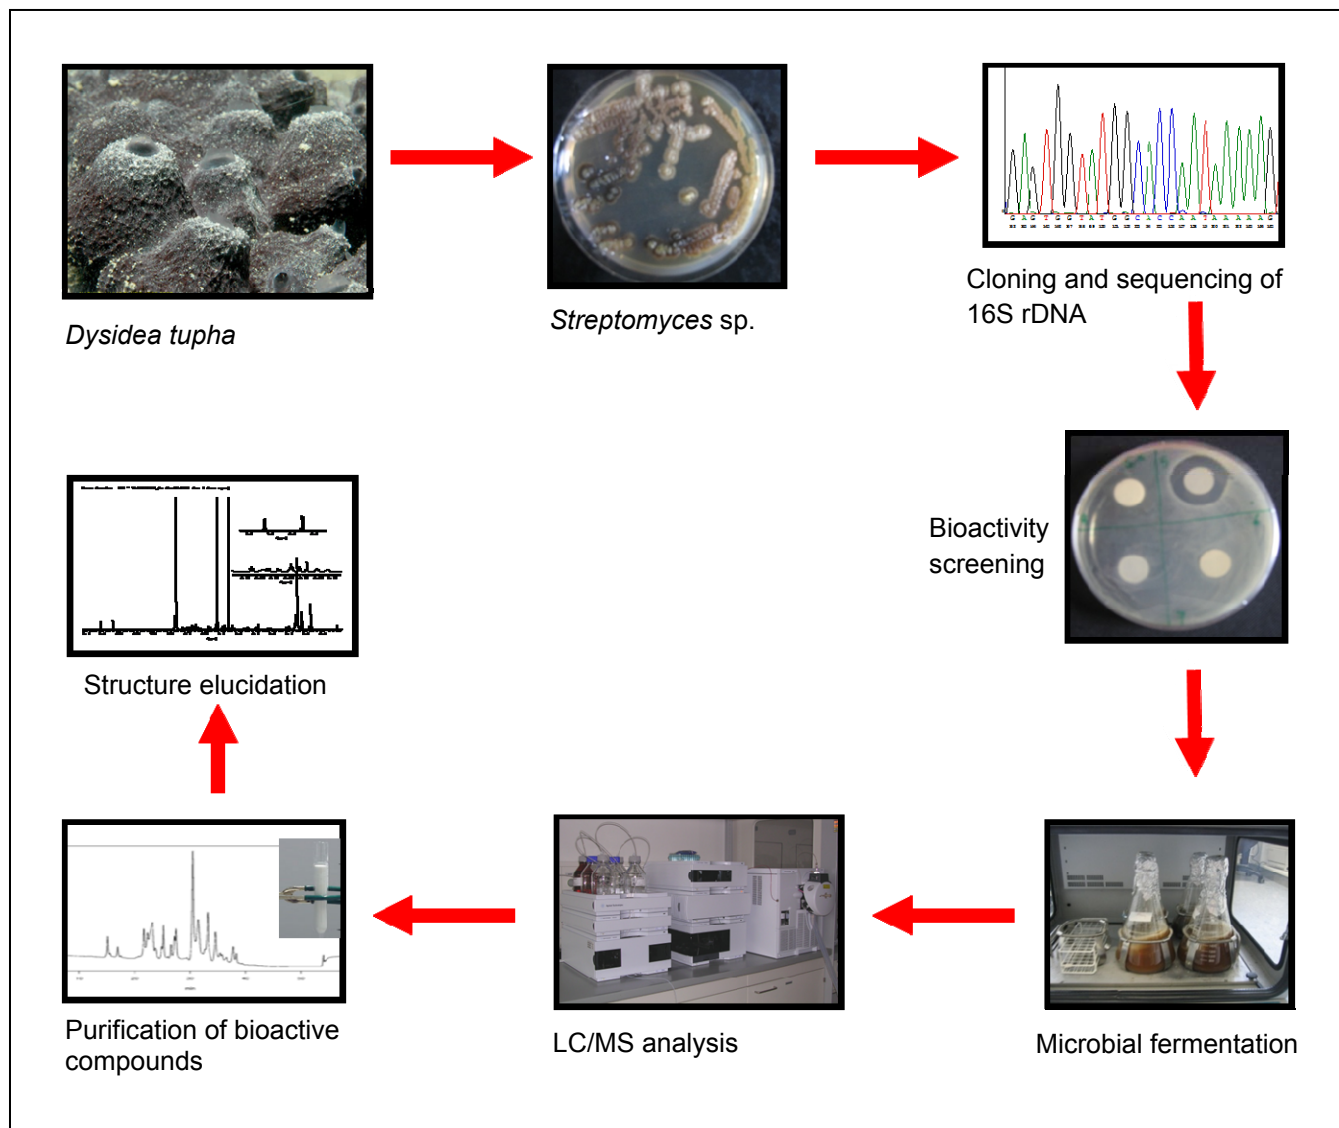 Dysidea tupha
Streptomyces sp.
Cloning and sequencing of
16S rDNA
G A G T G G T A T G G C A C C A A T A A A A A G
Bioactivity
screening
Structure elucidation
Purification of bioactive
compounds
LC/MS analysis
Microbial fermentation